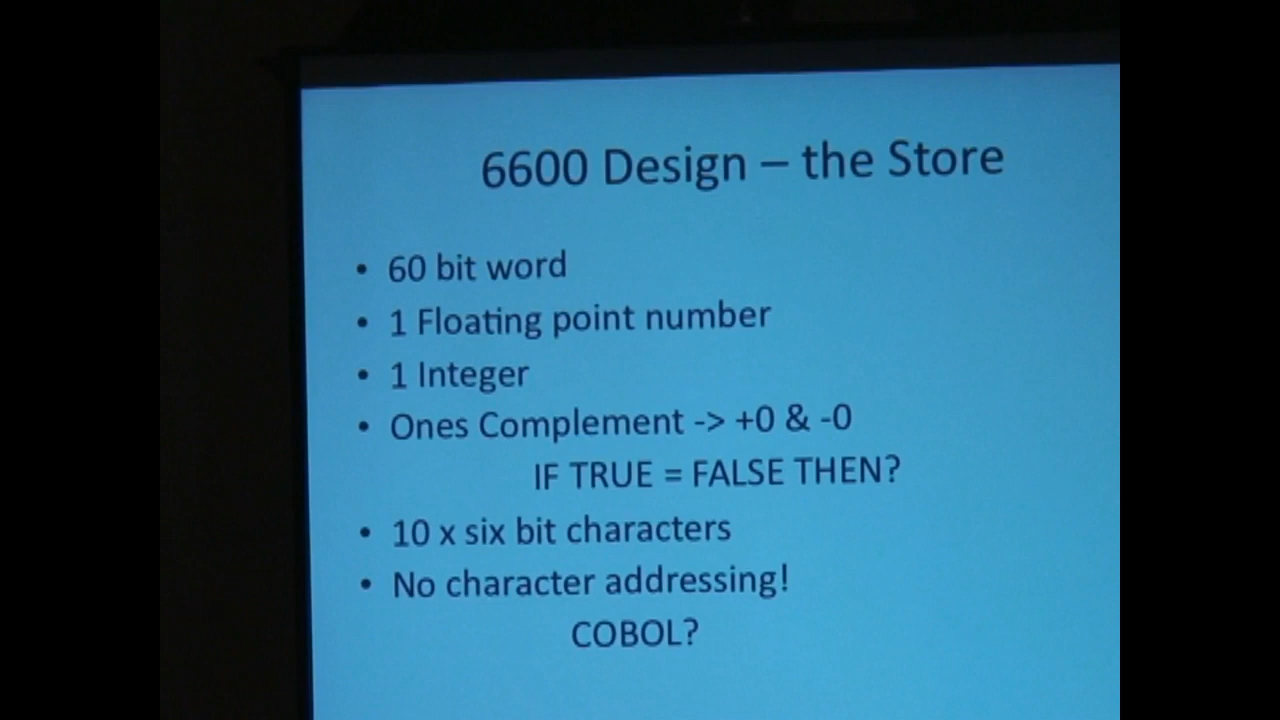 6600 Design – the Store
• 60 bit word
• 1 Floating point number
• 1 Integer
• Ones Complement -> +0 & -0
IF TRUE = FALSE THEN?
• 10 x six bit characters
• No character addressing!
COBOL?